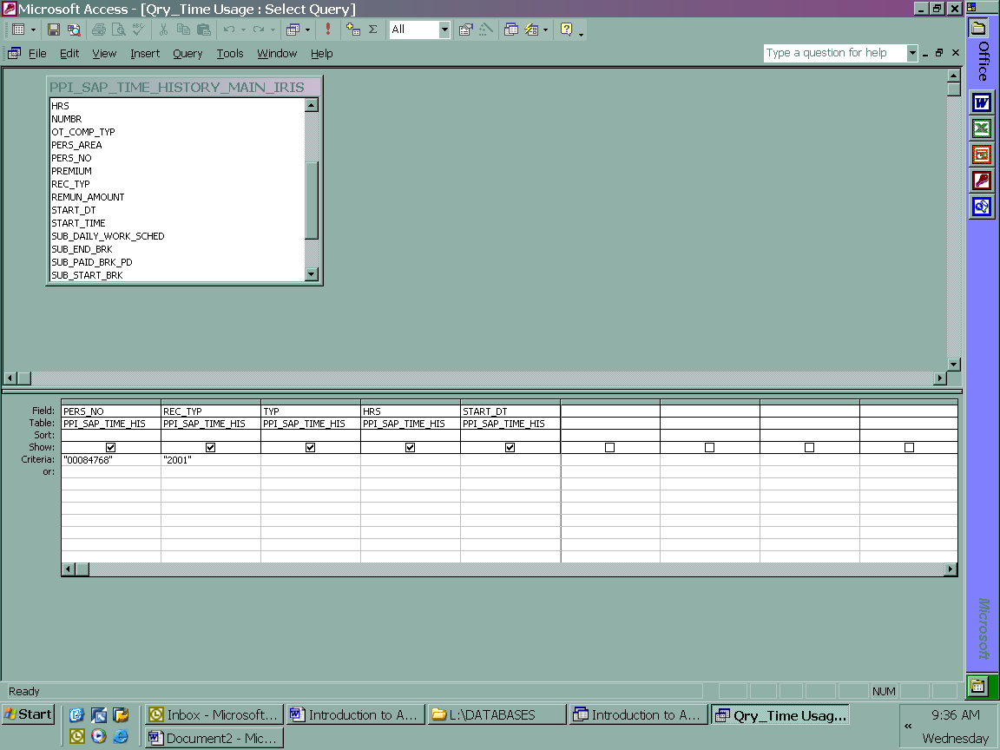 Microsoft Access - [Qry_Time Usage : Select Query]
All
File Edit View Insert Query Tools Window Help
Type a question for help
Office
PPI_SAP_TIME_HISTORY_MAIN_IRIS
HRS
NUMBR
OT_COMP_TYP
PERS_AREA
PERS_NO
PREMIUM
REC_TYP
REMUN_AMOUNT
START_DT
START_TIME
SUB_DAILY_WORK_SCHED
SUB_END_BRK
SUB_PAID_BRK_PD
SUB_START_BRK
Field: PERS_NO REC_TYP TYP HRS START_DT
Table: PPI_SAP_TIME_HIS PPI_SAP_TIME_HIS PPI_SAP_TIME_HIS PPI_SAP_TIME_HIS PPI_SAP_TIME_HIS
Sort:
Show:
Criteria: "00084768" "2001"
or:
Microsoft
Ready NUM
Start Inbox - Microsoft... Introduction to A... L:\DATABASES Introduction to A... Qry_Time Usag... 9:36 AM
Document2 - Mic... « Wednesday